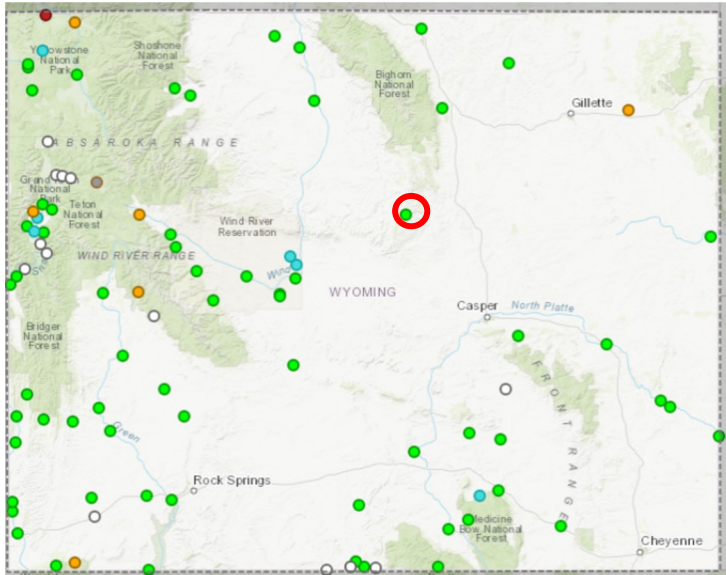 Shoshone
National
Forest
Yellowstone
National
Park
Bighorn
National
Forest
Gillette
ABSAROKA RANGE
National
Park
Teton
National
Forest
Wind River
Reservation
WIND RIVER RANGE
Wind
WYOMING
Casper
North Platte
Bridger
National
Forest
FRONT RANGE
Green
Rock Springs
Medicine
Bow National
Forest
Cheyenne